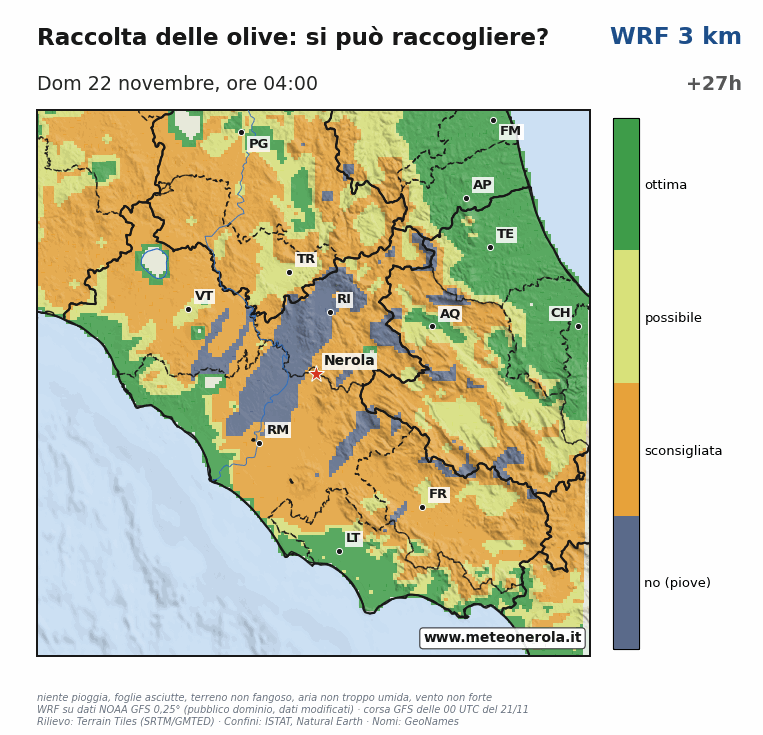 Raccolta delle olive: si può raccogliere?
WRF 3 km
Dom 22 novembre, ore 04:00
+27h
FM
PG
AP
TE
TR
RI
VT
AQ
CH
Nerola
RM
FR
LT
www.meteonerola.it
ottima
possibile
sconsigliata
no (piove)
niente pioggia, foglie asciutte, terreno non fangoso, aria non troppo umida, vento non forte
WRF su dati NOAA GFS 0,25° (pubblico dominio, dati modificati) · corsa GFS delle 00 UTC del 21/11
Rilievo: Terrain Tiles (SRTM/GMTED) · Confini: ISTAT, Natural Earth · Nomi: GeoNames